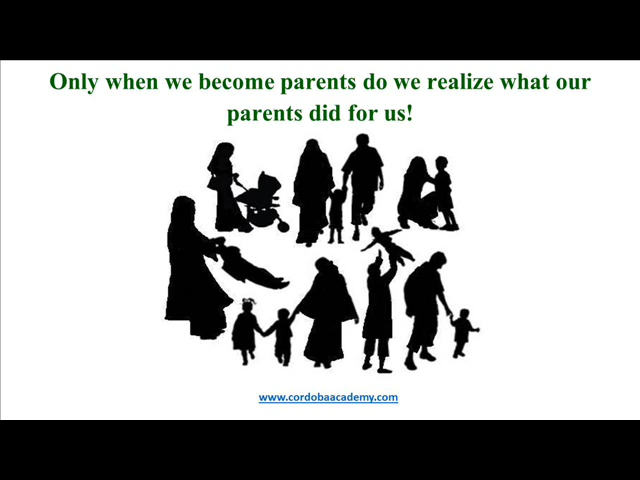 Only when we become parents do we realize what our
parents did for us!
www.cordobaacademy.com